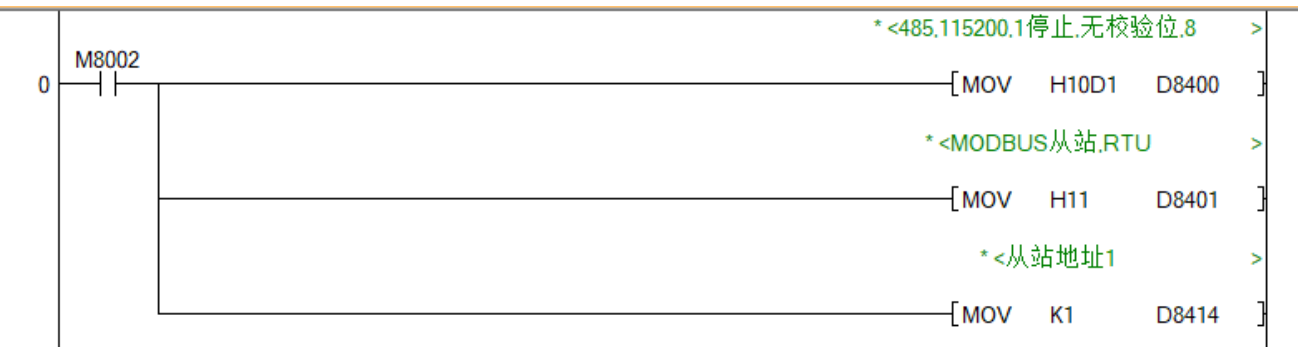 *<485,115200,1停止,无校验位,8 >
M8002
0 [MOV H10D1 D8400 ]
*<MODBUS从站,RTU >
[MOV H11 D8401 ]
*<从站地址1 >
[MOV K1 D8414 ]